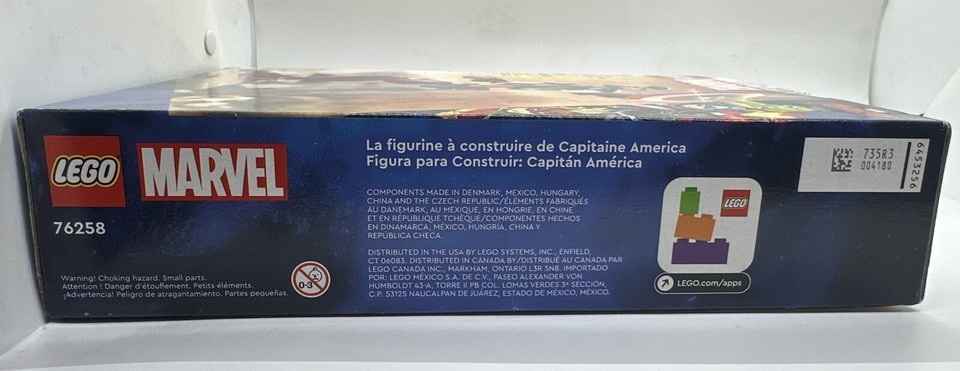 LEGO
MARVEL
76258
Warning! Choking hazard. Small parts.
Attention ! Danger d'étouffement. Petits éléments.
¡Advertencia! Peligro de atragantamiento. Partes pequeñas.
0-3
La figurine à construire de Capitaine America
Figura para Construir: Capitán América
COMPONENTS MADE IN DENMARK, MEXICO, HUNGARY,
CHINA AND THE CZECH REPUBLIC/ÉLÉMENTS FABRIQUÉS
AU DANEMARK, AU MEXIQUE, EN HONGRIE, EN CHINE
ET EN RÉPUBLIQUE TCHÈQUE/COMPONENTES HECHOS
EN DINAMARCA, MÉXICO, HUNGRÍA, CHINA Y
REPÚBLICA CHECA.
DISTRIBUTED IN THE USA BY LEGO SYSTEMS, INC., ENFIELD,
CT 06083. DISTRIBUTED IN CANADA BY/DISTRIBUÉ AU CANADA PAR
LEGO CANADA INC., MARKHAM, ONTARIO L3R 5N8. IMPORTADO
POR: LEGO MÉXICO S.A. DE C.V., PASEO ALEXANDER VON
HUMBOLDT 43-A, TORRE II PB COL. LOMAS VERDES 3ª SECCIÓN,
C.P. 53125 NAUCALPAN DE JUÁREZ, ESTADO DE MÉXICO, MÉXICO.
LEGO
LEGO.com/apps
735R3
004180
6453256